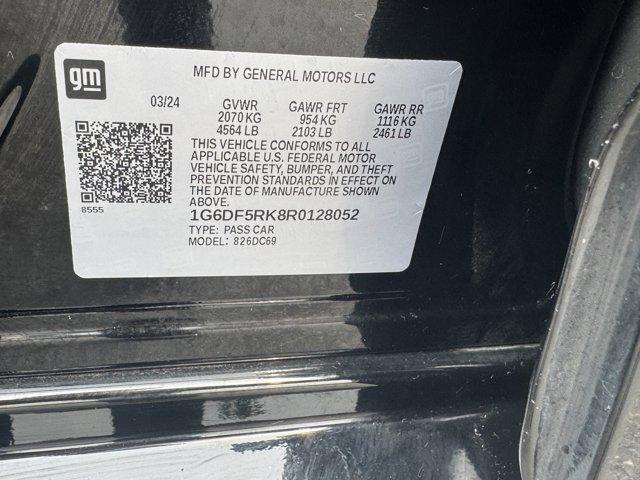 gm
MFD BY GENERAL MOTORS LLC
03/24 GVWR GAWR FRT GAWR RR
2070 KG 954 KG 1116 KG
4564 LB 2103 LB 2461 LB
THIS VEHICLE CONFORMS TO ALL
APPLICABLE U.S. FEDERAL MOTOR
VEHICLE SAFETY, BUMPER, AND THEFT
PREVENTION STANDARDS IN EFFECT ON
THE DATE OF MANUFACTURE SHOWN
ABOVE.
8555
1G6DF5RK8R0128052
TYPE: PASS CAR
MODEL: 826DC69